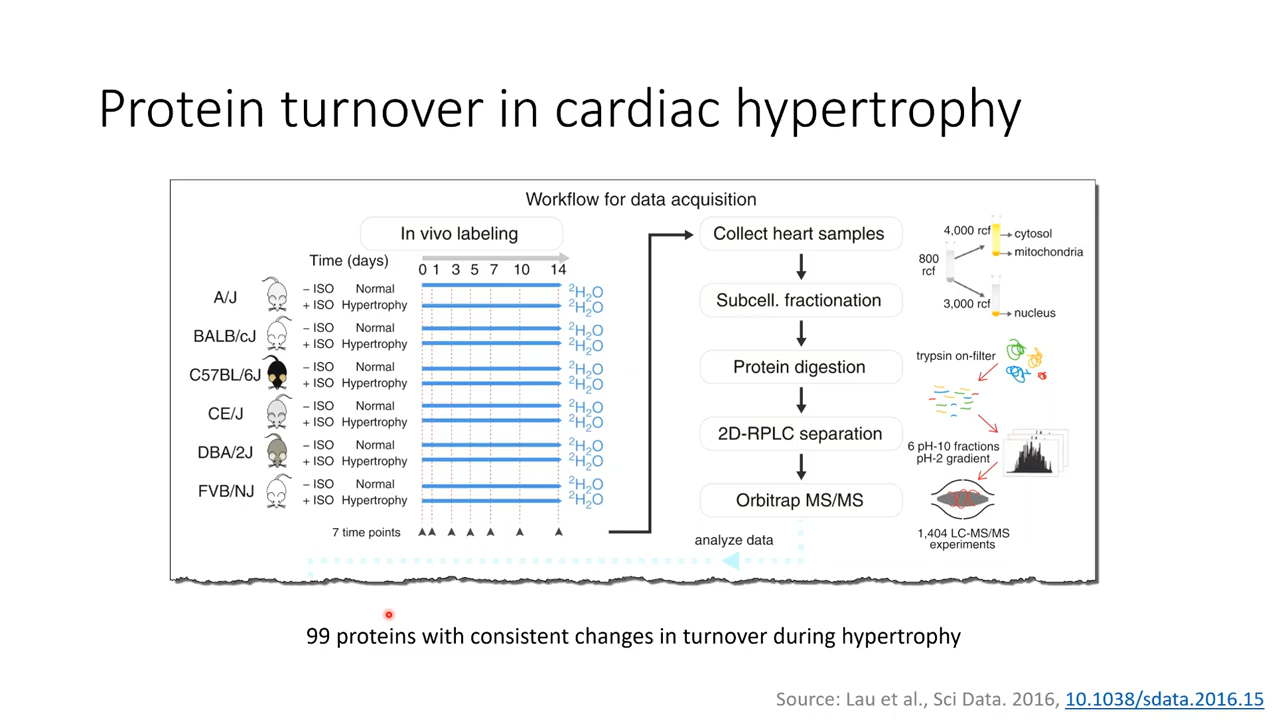 Protein turnover in cardiac hypertrophy
Workflow for data acquisition
In vivo labeling
Time (days)
0 1 3 5 7 10 14
A/J
– ISO Normal ²H₂O
+ ISO Hypertrophy ²H₂O
BALB/cJ
– ISO Normal ²H₂O
+ ISO Hypertrophy ²H₂O
C57BL/6J
– ISO Normal ²H₂O
+ ISO Hypertrophy ²H₂O
CE/J
– ISO Normal ²H₂O
+ ISO Hypertrophy ²H₂O
DBA/2J
– ISO Normal ²H₂O
+ ISO Hypertrophy ²H₂O
FVB/NJ
– ISO Normal ²H₂O
+ ISO Hypertrophy ²H₂O
7 time points
Collect heart samples
Subcell. fractionation
Protein digestion
2D-RPLC separation
Orbitrap MS/MS
analyze data
4,000 rcf
cytosol
mitochondria
800
rcf
3,000 rcf
nucleus
trypsin on-filter
6 pH-10 fractions
pH-2 gradient
1,404 LC-MS/MS
experiments
99 proteins with consistent changes in turnover during hypertrophy
Source: Lau et al., Sci Data. 2016, 10.1038/sdata.2016.15